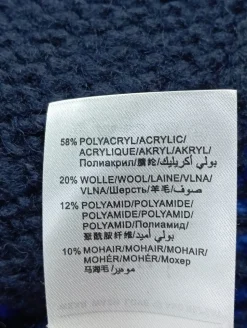 58% POLYACRYL/ACRYLIC/
ACRYLIQUE/AKRYL/AKRYL/
Полиакрил/腈纶/بولي أكريليك
20% WOLLE/WOOL/LAINE/VLNA/
VLNA/Шерсть/羊毛/صوف
12% POLYAMID/POLYAMIDE/
POLYAMIDE/POLYAMID/
POLYAMID/Полиамид/
聚酰胺纤维/بولي أميد
10% MOHAIR/MOHAIR/MOHAIR/
MOHÉR/MOHÉR/Мохер
马海毛/موهير